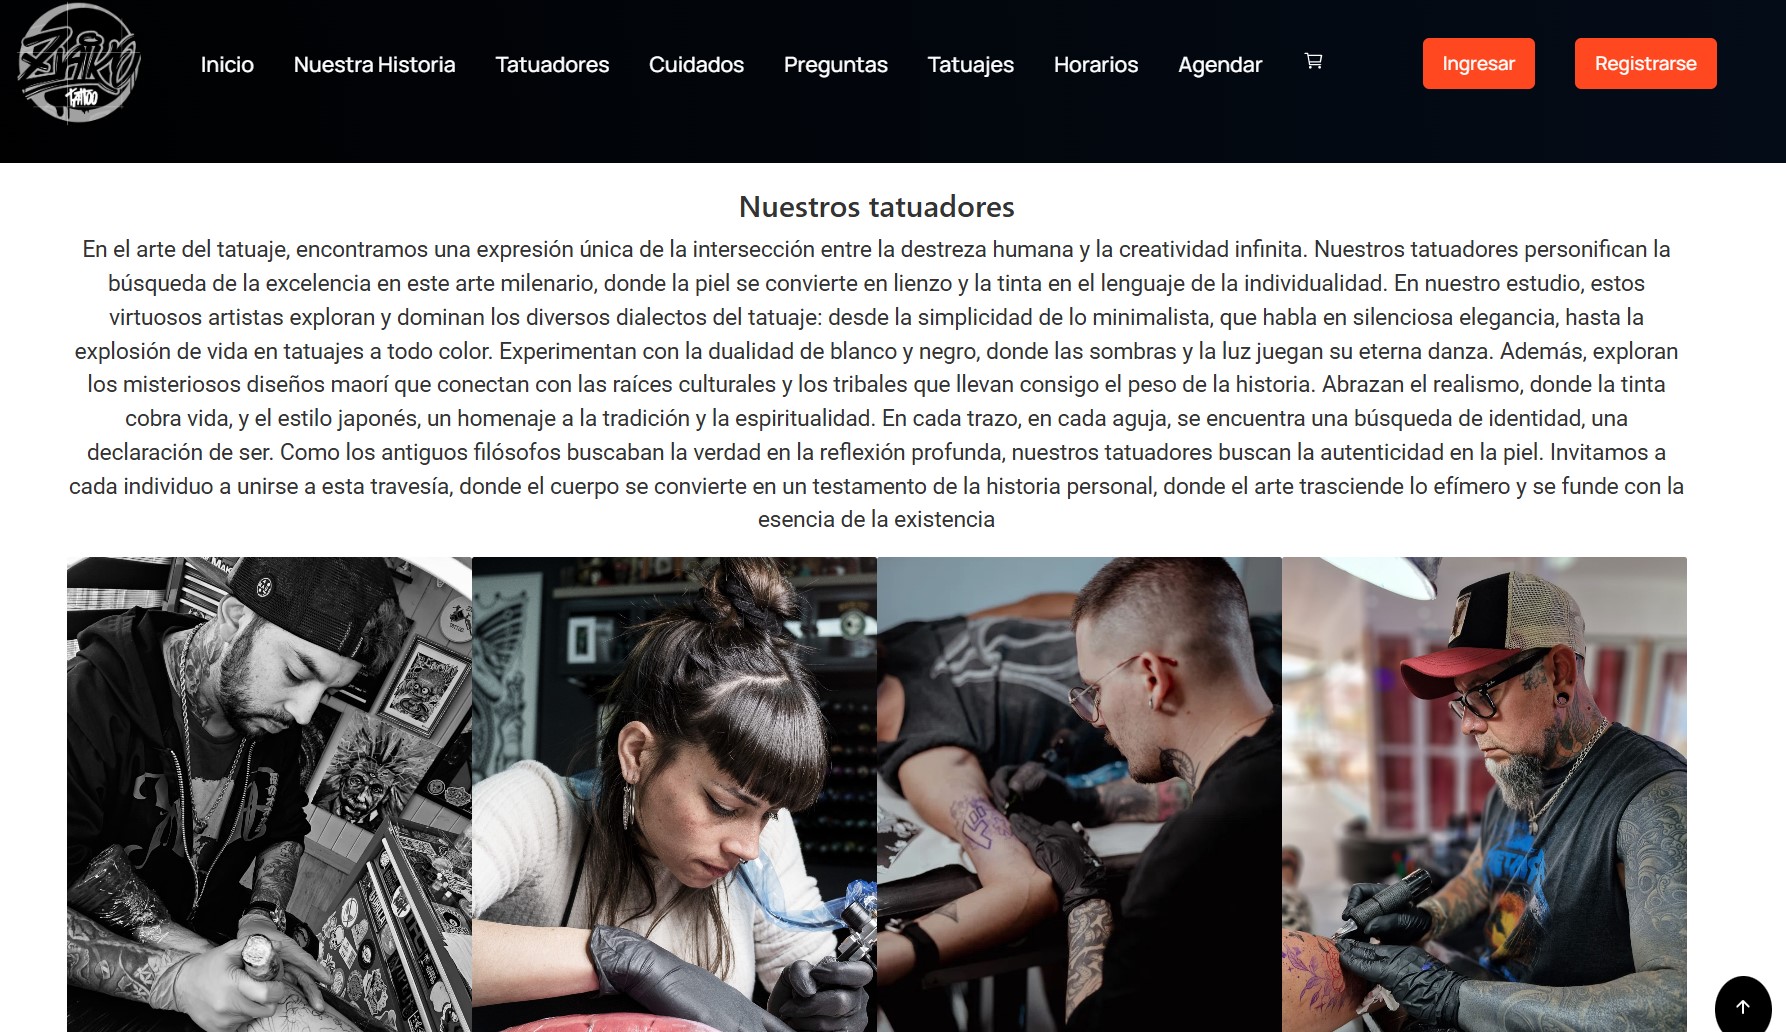 Ziaiko
tattoo
Inicio
Nuestra Historia
Tatuadores
Cuidados
Preguntas
Tatuajes
Horarios
Agendar
Ingresar
Registrarse
Nuestros tatuadores
En el arte del tatuaje, encontramos una expresión única de la intersección entre la destreza humana y la creatividad infinita. Nuestros tatuadores personifican la
búsqueda de la excelencia en este arte milenario, donde la piel se convierte en lienzo y la tinta en el lenguaje de la individualidad. En nuestro estudio, estos
virtuosos artistas exploran y dominan los diversos dialectos del tatuaje: desde la simplicidad de lo minimalista, que habla en silenciosa elegancia, hasta la
explosión de vida en tatuajes a todo color. Experimentan con la dualidad de blanco y negro, donde las sombras y la luz juegan su eterna danza. Además, exploran
los misteriosos diseños maorí que conectan con las raíces culturales y los tribales que llevan consigo el peso de la historia. Abrazan el realismo, donde la tinta
cobra vida, y el estilo japonés, un homenaje a la tradición y la espiritualidad. En cada trazo, en cada aguja, se encuentra una búsqueda de identidad, una
declaración de ser. Como los antiguos filósofos buscaban la verdad en la reflexión profunda, nuestros tatuadores buscan la autenticidad en la piel. Invitamos a
cada individuo a unirse a esta travesía, donde el cuerpo se convierte en un testamento de la historia personal, donde el arte trasciende lo efímero y se funde con la
esencia de la existencia